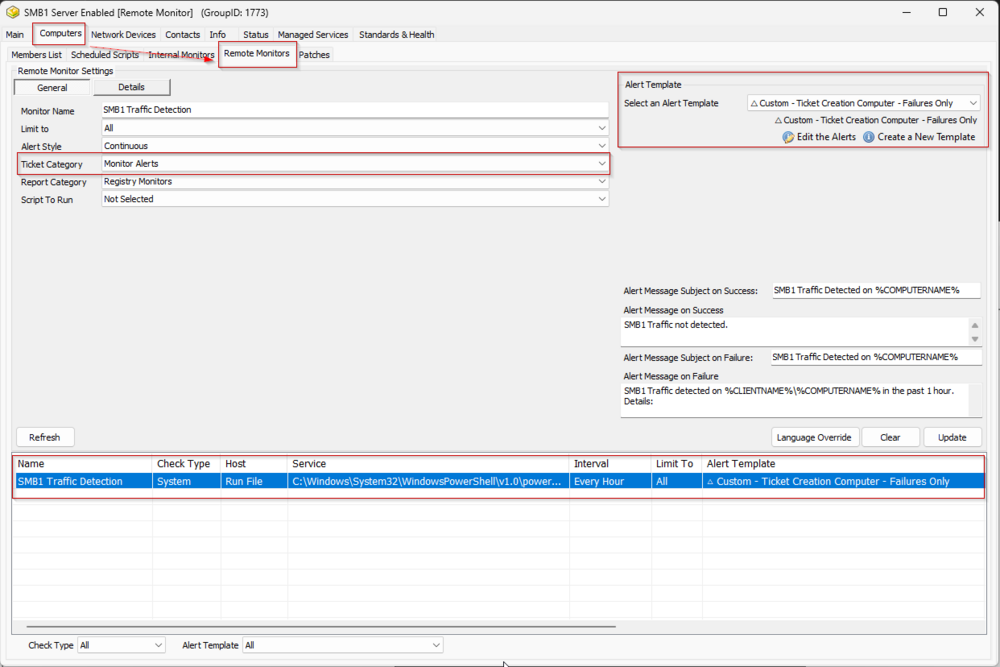 SMB1 Server Enabled [Remote Monitor] (GroupID: 1773)
Main Computers Network Devices Contacts Info Status Managed Services Standards & Health
Members List Scheduled Scripts Internal Monitors Remote Monitors Patches
Remote Monitor Settings
General Details
Monitor Name SMB1 Traffic Detection
Limit to All
Alert Style Continuous
Ticket Category Monitor Alerts
Report Category Registry Monitors
Script To Run Not Selected
Alert Template
Select an Alert Template △ Custom - Ticket Creation Computer - Failures Only
△ Custom - Ticket Creation Computer - Failures Only
Edit the Alerts Create a New Template
Alert Message Subject on Success: SMB1 Traffic Detected on %COMPUTERNAME%
Alert Message on Success
SMB1 Traffic not detected.
Alert Message Subject on Failure: SMB1 Traffic Detected on %COMPUTERNAME%
Alert Message on Failure
SMB1 Traffic detected on %CLIENTNAME%\%COMPUTERNAME% in the past 1 hour.
Details:
Refresh Language Override Clear Update
Name Check Type Host Service Interval Limit To Alert Template
SMB1 Traffic Detection System Run File C:\Windows\System32\WindowsPowerShell\v1.0\power... Every Hour All △ Custom - Ticket Creation Computer - Failures Only
Check Type All Alert Template All